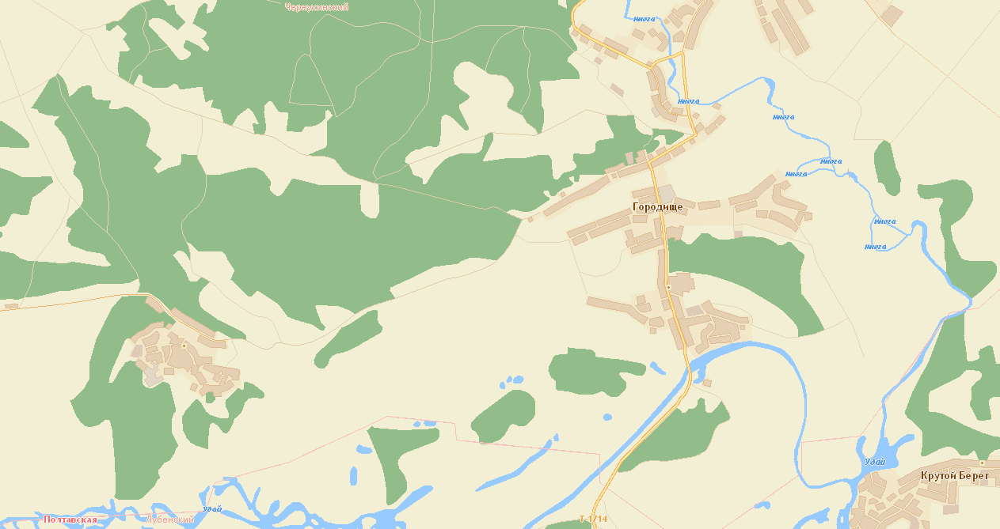 Чернухинский
Многа
Многа
Многа
Многа
Многа
Городище
Многа
Многа
Удай
Крутой Берег
Удай
Полтавская
Лубенский
Т-1714